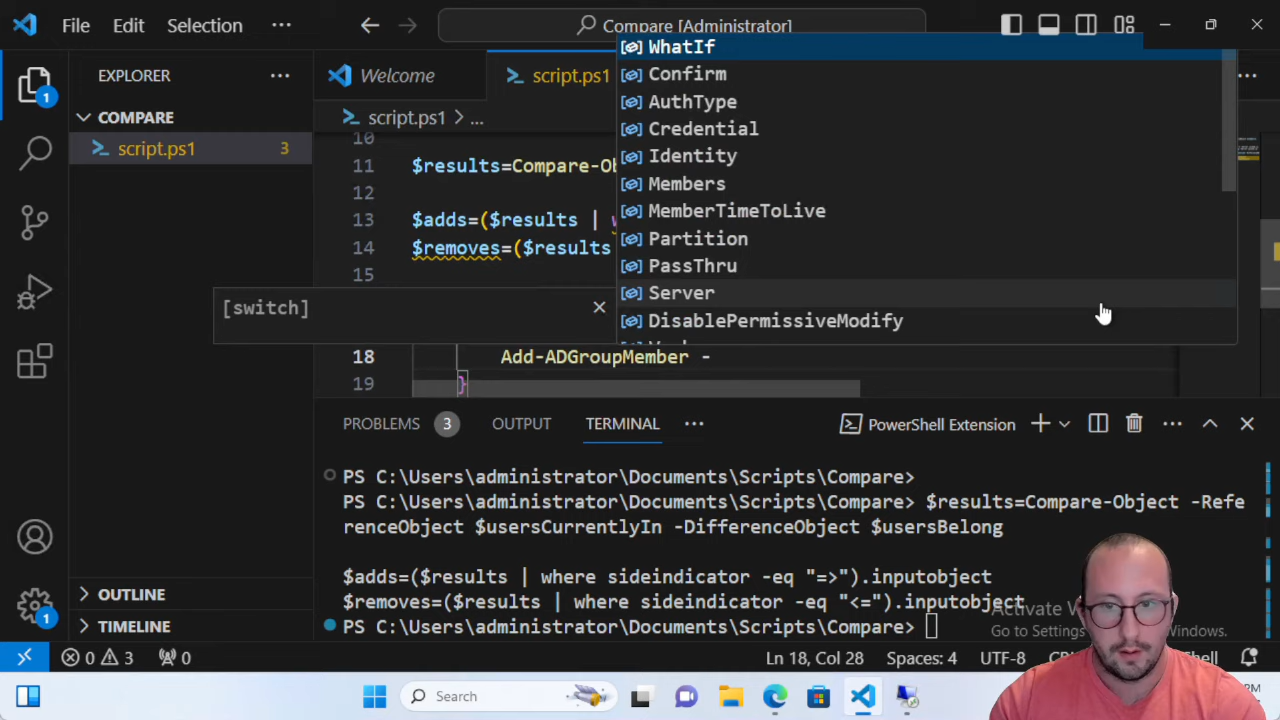 File Edit Selection ··· Compare [Administrator]
EXPLORER ···
COMPARE
script.ps1 3
OUTLINE
TIMELINE
1
1
Welcome script.ps1 ···
script.ps1 > ...
10
11 $results=Compare-Ob
12
13 $adds=($results |
14 $removes=($results
15
18 Add-ADGroupMember -
19 }
[switch]
WhatIf
Confirm
AuthType
Credential
Identity
Members
MemberTimeToLive
Partition
PassThru
Server
DisablePermissiveModify
PROBLEMS 3 OUTPUT TERMINAL ··· PowerShell Extension
PS C:\Users\administrator\Documents\Scripts\Compare>
PS C:\Users\administrator\Documents\Scripts\Compare> $results=Compare-Object -Refe
renceObject $usersCurrentlyIn -DifferenceObject $usersBelong
$adds=($results | where sideindicator -eq "=>").inputobject
$removes=($results | where sideindicator -eq "<=").inputobject
PS C:\Users\administrator\Documents\Scripts\Compare>
Activate W
Go to Settings Windows.
0 3 0 Ln 18, Col 28 Spaces: 4 UTF-8
Search